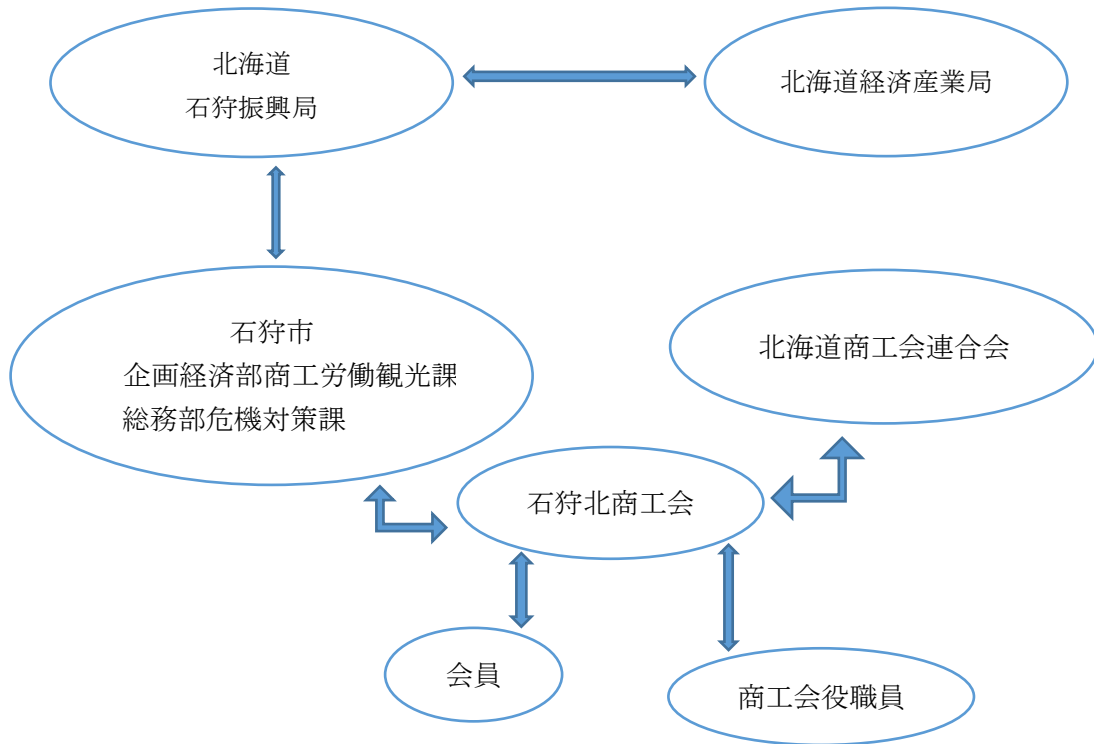 北海道
石狩振興局
北海道経済産業局
石狩市
企画経済部商工労働観光課
総務部危機対策課
北海道商工会連合会
石狩北商工会
会員
商工会役職員